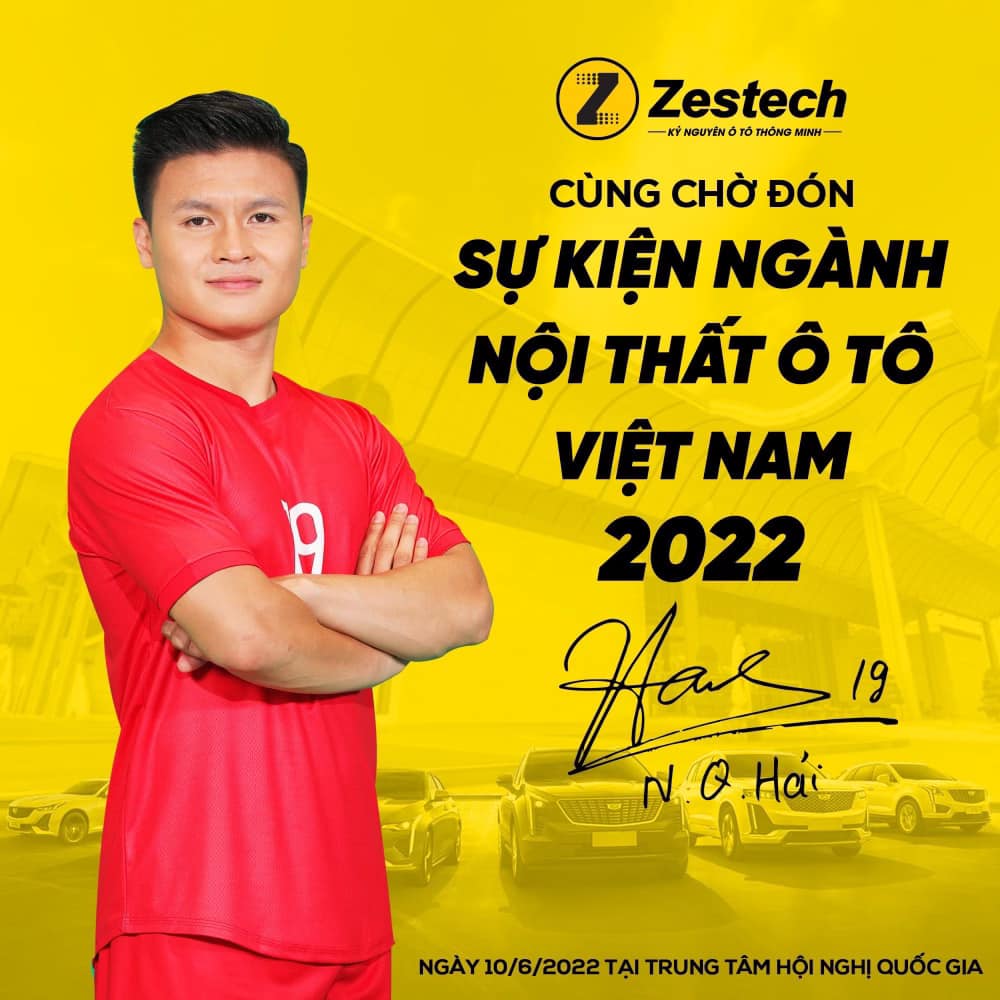 Zestech
KỶ NGUYÊN Ô TÔ THÔNG MINH
CÙNG CHỜ ĐÓN
SỰ KIỆN NGÀNH
NỘI THẤT Ô TÔ
VIỆT NAM
2022
19
19
N.Q.Hải
NGÀY 10/6/2022 TẠI TRUNG TÂM HỘI NGHỊ QUỐC GIA